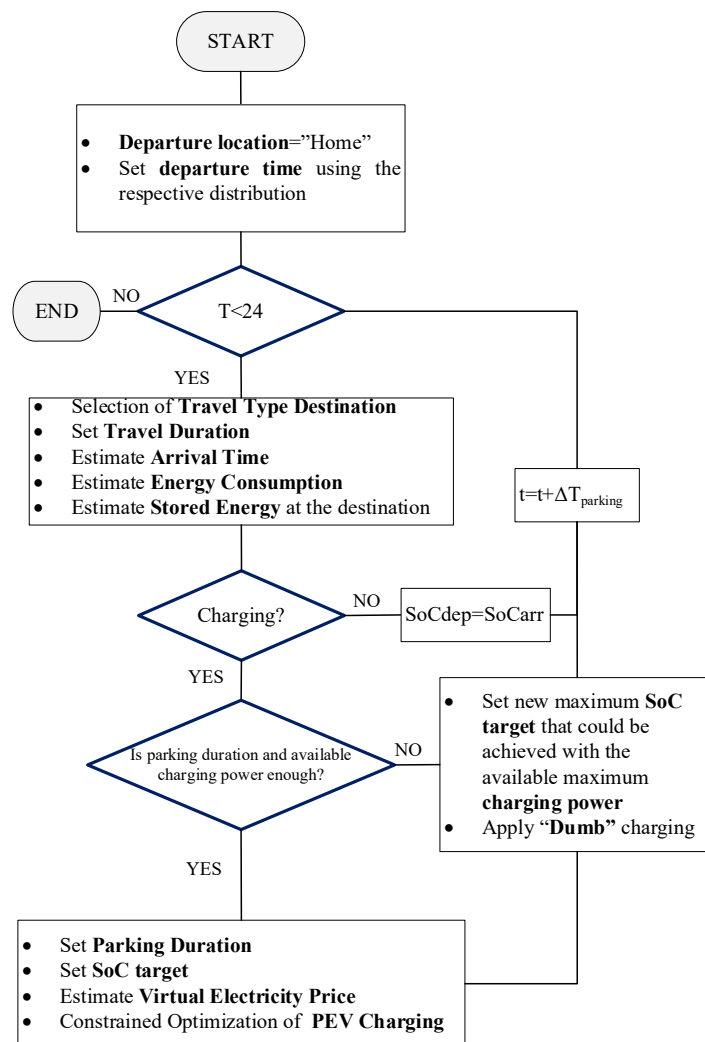 START
• Departure location=”Home”
• Set departure time using the
respective distribution
NO
END
T<24
YES
• Selection of Travel Type Destination
• Set Travel Duration
• Estimate Arrival Time
• Estimate Energy Consumption
• Estimate Stored Energy at the destination
t=t+ΔTparking
Charging?
NO
SoCdep=SoCarr
YES
Is parking duration and available
charging power enough?
NO
• Set new maximum SoC
target that could be
achieved with the
available maximum
charging power
• Apply “Dumb” charging
YES
• Set Parking Duration
• Set SoC target
• Estimate Virtual Electricity Price
• Constrained Optimization of PEV Charging